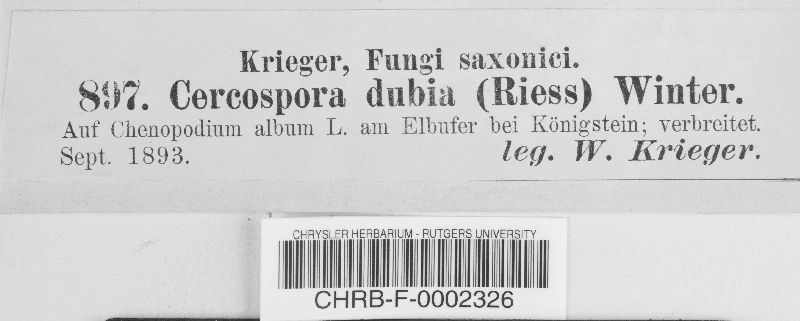 Krieger, Fungi saxonici.
897. Cercospora dubia (Riess) Winter.
Auf Chenopodium album L. am Elbufer bei Königstein; verbreitet.
Sept. 1893. leg. W. Krieger.
CHRYSLER HERBARIUM - RUTGERS UNIVERSITY
CHRB-F-0002326